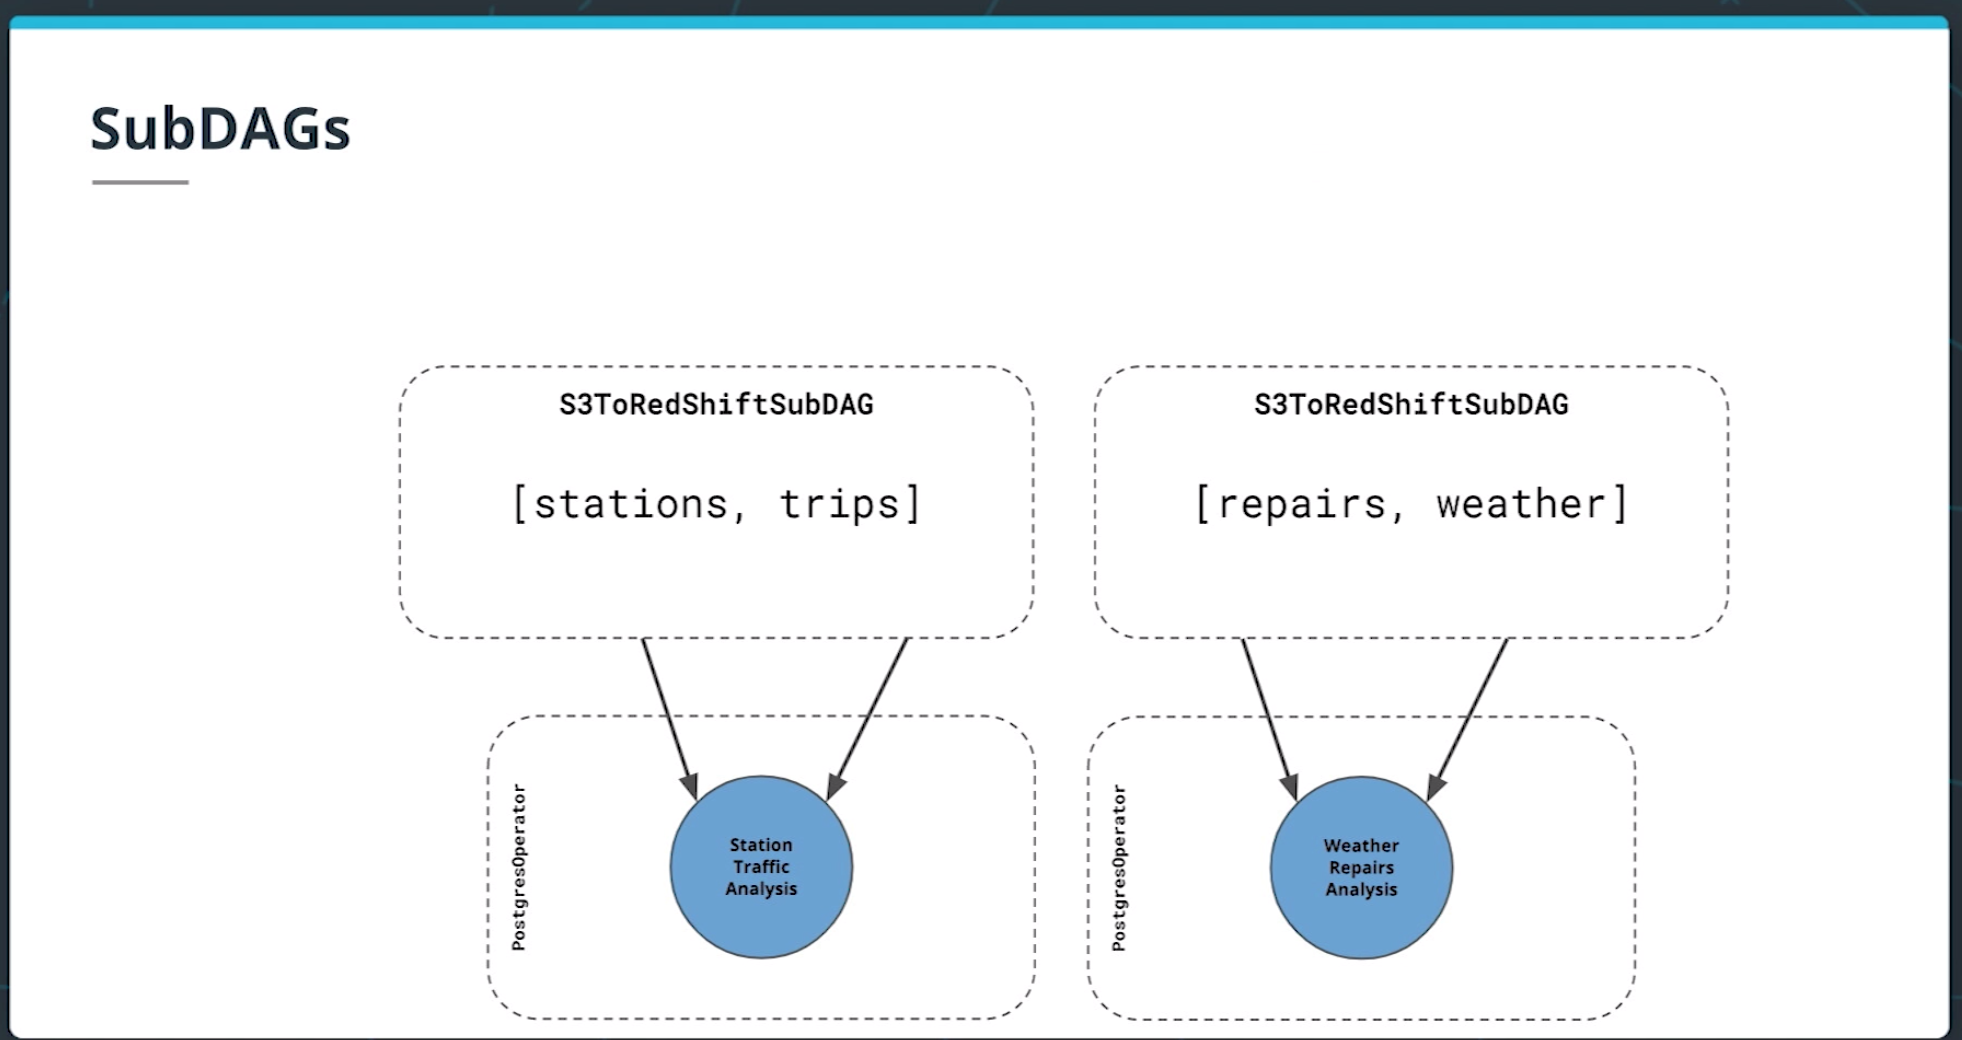 SubDAGs
S3ToRedShiftSubDAG
[stations, trips]
S3ToRedShiftSubDAG
[repairs, weather]
PostgresOperator
Station
Traffic
Analysis
PostgresOperator
Weather
Repairs
Analysis